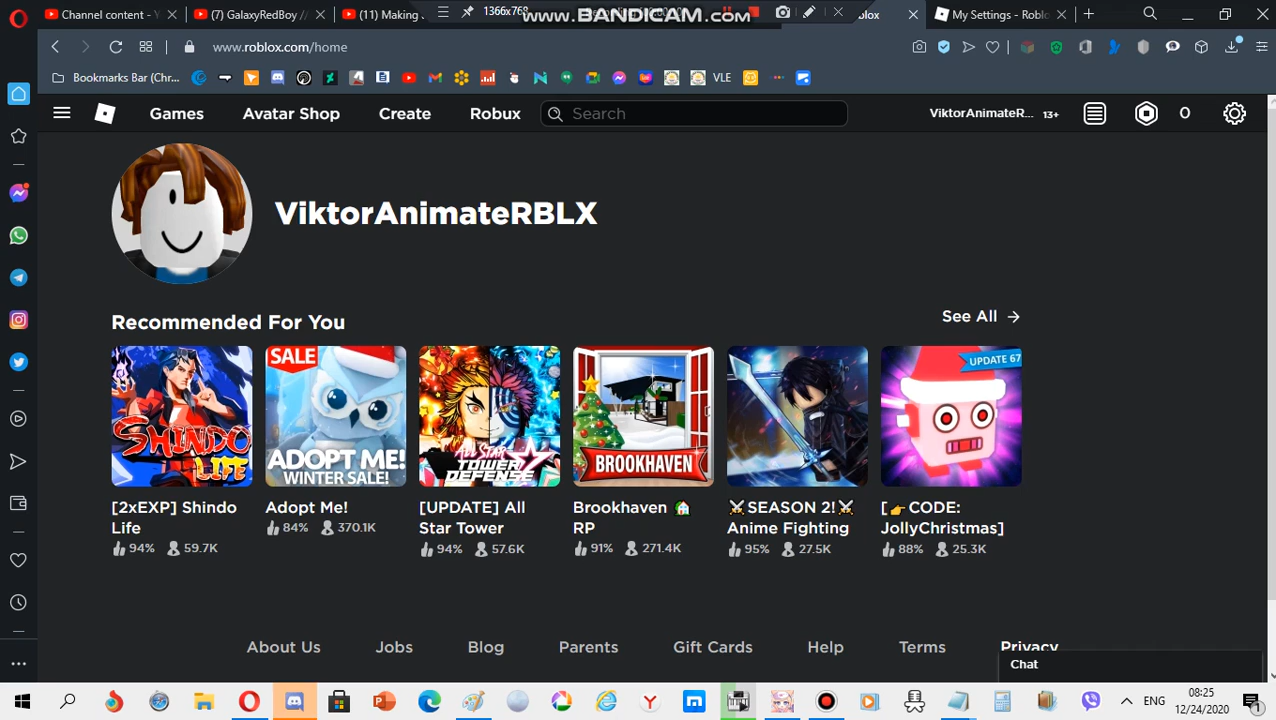 Channel content - Y
(7) GalaxyRedBoy //
(11) Making
1366x768
www.BANDICAM.com
blox
My Settings - Roblo
www.roblox.com/home
Bookmarks Bar (Chr...
VLE
Games
Avatar Shop
Create
Robux
Search
ViktorAnimateR...
13+
0
ViktorAnimateRBLX
Recommended For You
See All →
SHINDO LIFE
SALE
ADOPT ME!
WINTER SALE!
ALL STAR
TOWER
DEFENSE
BROOKHAVEN
UPDATE 67
[2xEXP] Shindo
Life
94% 59.7K
Adopt Me!
84% 370.1K
[UPDATE] All
Star Tower
94% 57.6K
Brookhaven 🏠
RP
91% 271.4K
⚔️SEASON 2!⚔️
Anime Fighting
95% 27.5K
[👉CODE:
JollyChristmas]
88% 25.3K
About Us
Jobs
Blog
Parents
Gift Cards
Help
Terms
Privacy
Chat
ENG
08:25
12/24/2020
1